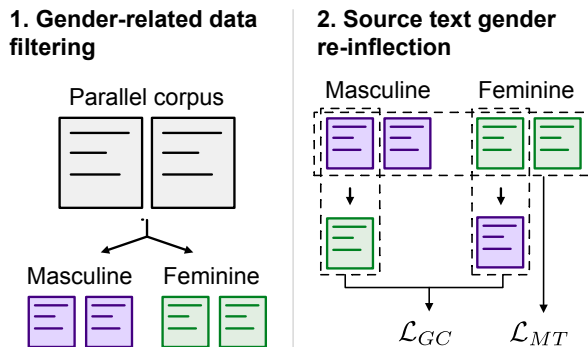 1. Gender-related data
filtering
Parallel corpus
Masculine Feminine
2. Source text gender
re-inflection
Masculine Feminine
ℒ_GC ℒ_MT